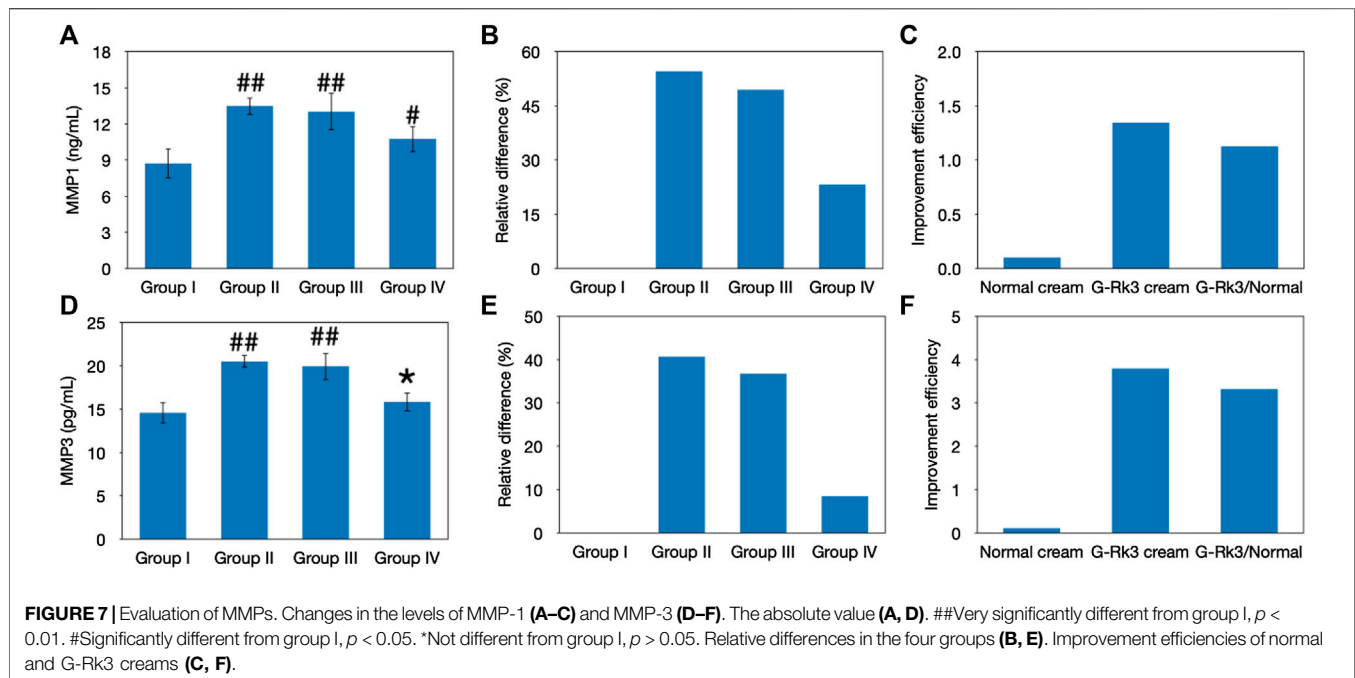 A
MMP1 (ng/mL)
18
15
12
9
6
3
0
##
##
#
Group I Group II Group III Group IV
B
Relative difference (%)
60
45
30
15
0
Group I Group II Group III Group IV
C
Improvement efficiency
2.0
1.5
1.0
0.5
0.0
Normal cream G-Rk3 cream G-Rk3/Normal
D
MMP3 (pg/mL)
25
20
15
10
5
0
##
##
*
Group I Group II Group III Group IV
E
Relative difference (%)
50
40
30
20
10
0
Group I Group II Group III Group IV
F
Improvement efficiency
5
4
3
2
1
0
Normal cream G-Rk3 cream G-Rk3/Normal
FIGURE 7 | Evaluation of MMPs. Changes in the levels of MMP-1 (A–C) and MMP-3 (D–F). The absolute value (A, D). ##Very significantly different from group I, p <
0.01. #Significantly different from group I, p < 0.05. *Not different from group I, p > 0.05. Relative differences in the four groups (B, E). Improvement efficiencies of normal
and G-Rk3 creams (C, F).